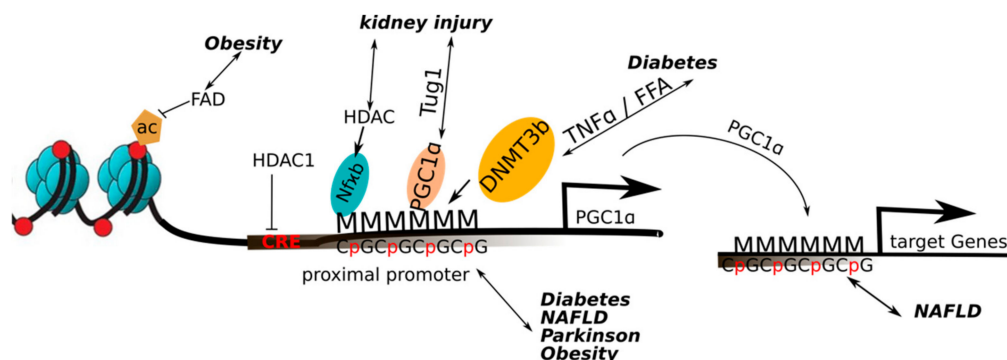 kidney injury
Obesity
FAD
ac
HDAC1
HDAC
Tug1
Nfxb
PGC1α
DNMT3b
TNFα / FFA
Diabetes
PGC1α
PGC1α
MMMMMM
CRE
CpGCpGCpGCpG
proximal promoter
Diabetes
NAFLD
Parkinson
Obesity
MMMMMM
CpGCpGCpGCpG
target Genes
NAFLD